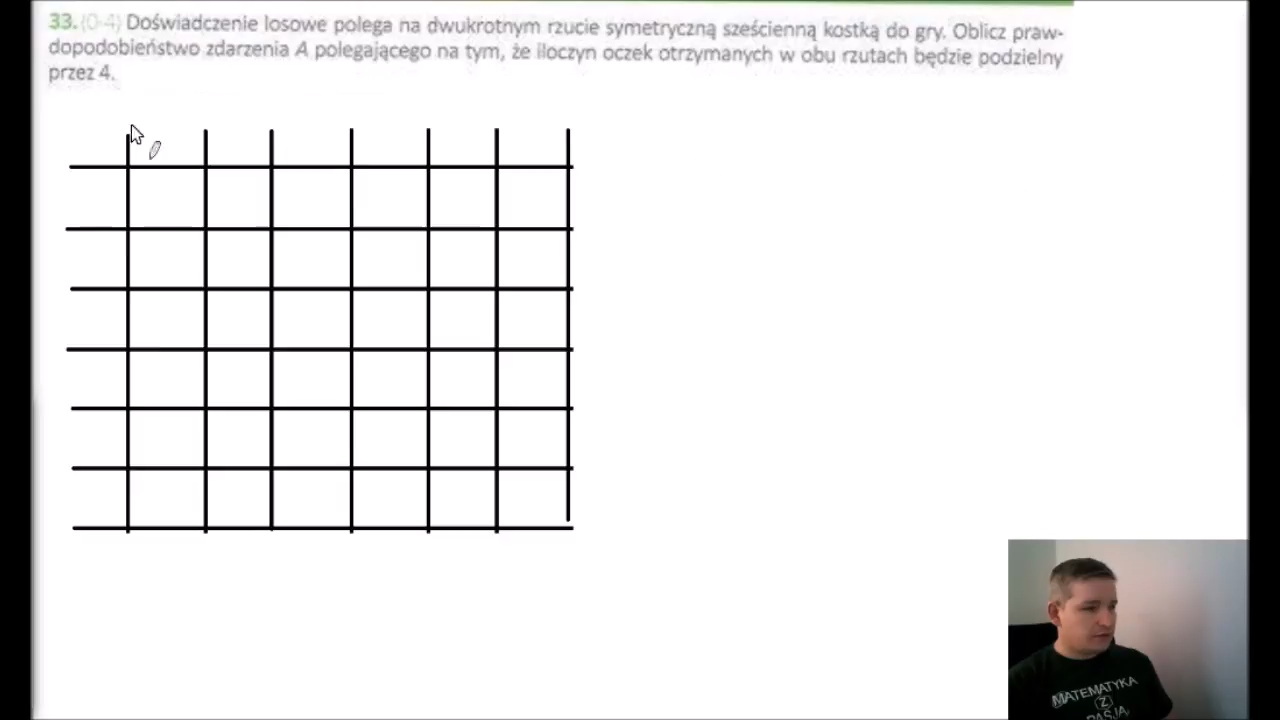 33. (0-4) Doświadczenie losowe polega na dwukrotnym rzucie symetryczną sześcienną kostką do gry. Oblicz praw-
dopodobieństwo zdarzenia A polegającego na tym, że iloczyn oczek otrzymanych w obu rzutach będzie podzielny
przez 4.
MATEMATYKA
Z
PASJĄ